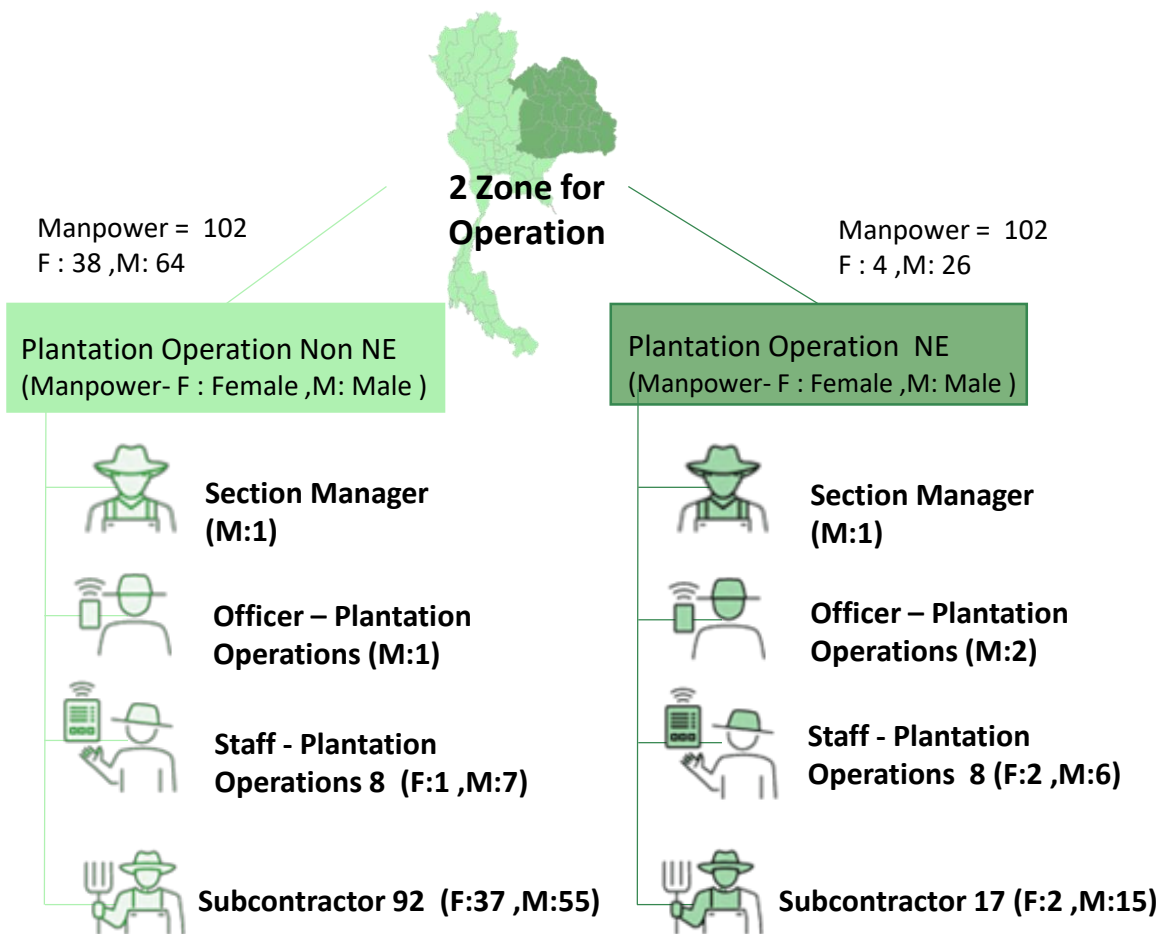 2 Zone for
Operation
Manpower =  102
F : 38 ,M: 64
Plantation Operation Non NE
(Manpower- F : Female ,M: Male )
Section Manager
(M:1)
Officer – Plantation
Operations (M:1)
Staff - Plantation
Operations 8  (F:1 ,M:7)
Subcontractor 92  (F:37 ,M:55)
Manpower =  102
F : 4 ,M: 26
Plantation Operation  NE
(Manpower- F : Female ,M: Male )
Section Manager
(M:1)
Officer – Plantation
Operations (M:2)
Staff - Plantation
Operations  8 (F:2 ,M:6)
Subcontractor 17 (F:2 ,M:15)